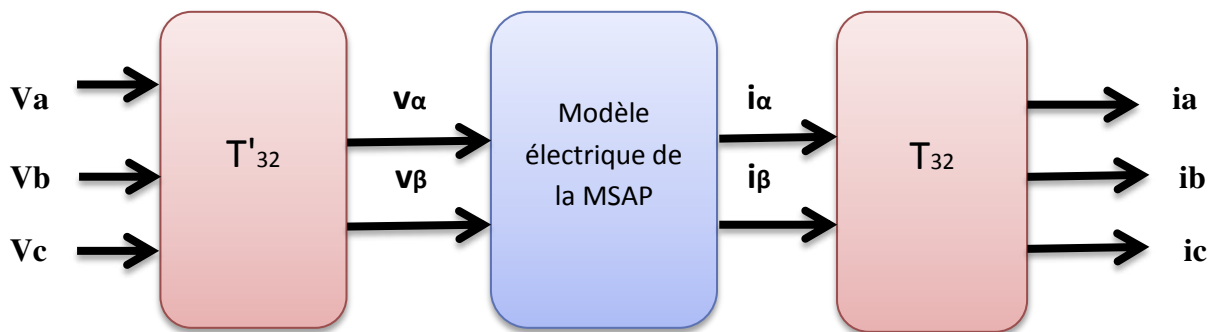 Va
Vb
Vc
T'32
vα
vβ
Modèle
électrique de
la MSAP
iα
iβ
T32
ia
ib
ic